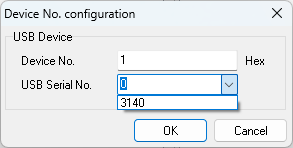 Device No. configuration
USB Device
Device No. 1 Hex
USB Serial No. 0
3140
OK Cancel